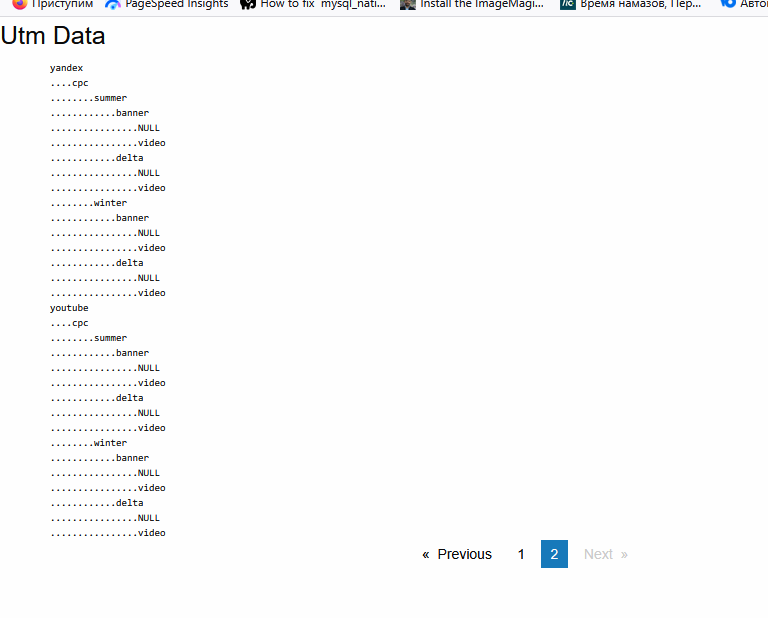 Приступим PageSpeed Insights How to fix mysql_nati... Install the ImageMagi... Время намазов, Пер... Авто
Utm Data
yandex
....cpc
........summer
............banner
................NULL
................video
............delta
................NULL
................video
........winter
............banner
................NULL
................video
............delta
................NULL
................video
youtube
....cpc
........summer
............banner
................NULL
................video
............delta
................NULL
................video
........winter
............banner
................NULL
................video
............delta
................NULL
................video
« Previous 1 2 Next »